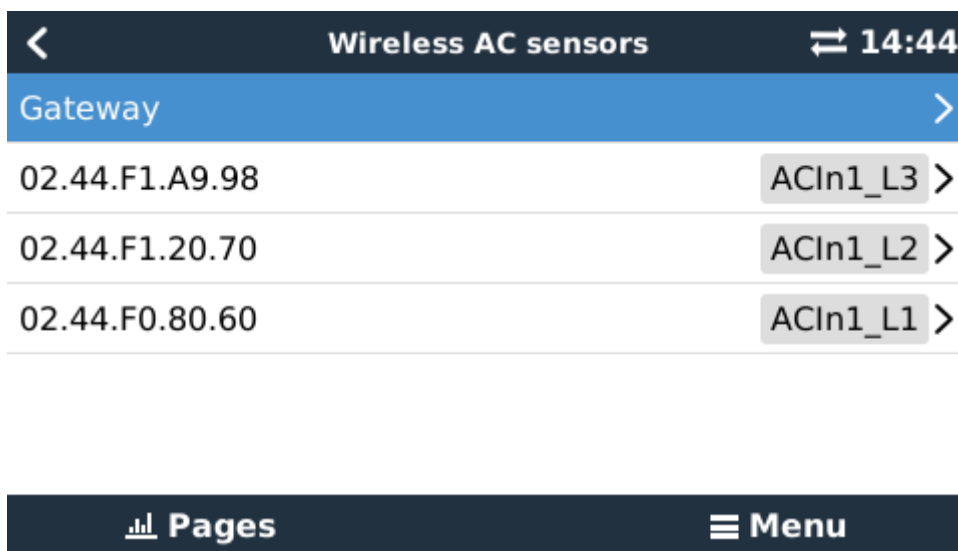 Wireless AC sensors 14:44
Gateway
02.44.F1.A9.98 ACIn1_L3
02.44.F1.20.70 ACIn1_L2
02.44.F0.80.60 ACIn1_L1
Pages Menu